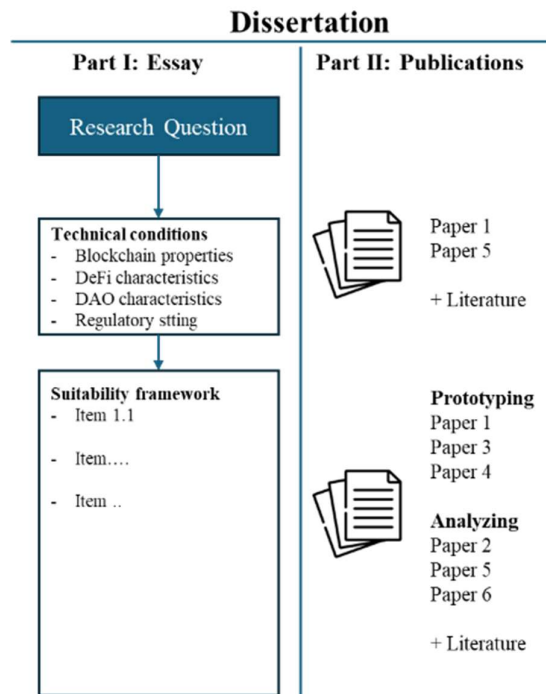 Dissertation
Part I: Essay
Part II: Publications
Research Question
Technical conditions
- Blockchain properties
- DeFi characteristics
- DAO characteristics
- Regulatory stting
Paper 1
Paper 5
+ Literature
Suitability framework
- Item 1.1
- Item....
- Item ..
Prototyping
Paper 1
Paper 3
Paper 4
Analyzing
Paper 2
Paper 5
Paper 6
+ Literature